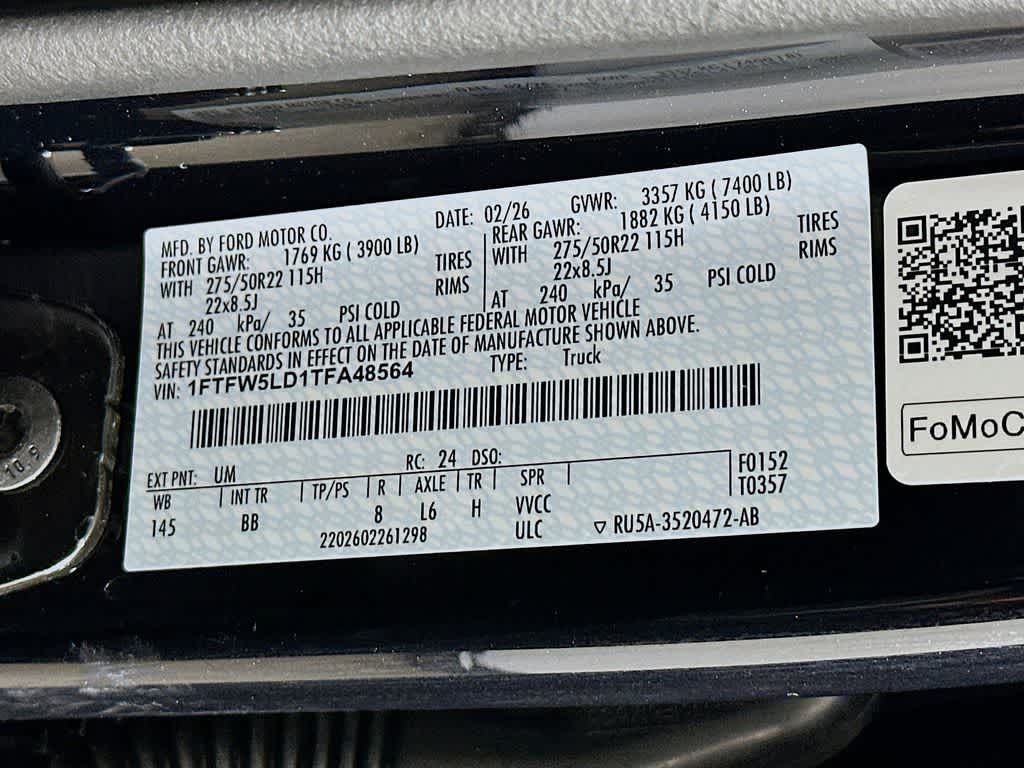 MFD. BY FORD MOTOR CO.
DATE: 02/26 GVWR: 3357 KG ( 7400 LB)
FRONT GAWR: 1769 KG ( 3900 LB)
WITH 275/50R22 115H TIRES
22x8.5J RIMS
AT 240 kPa/ 35 PSI COLD
REAR GAWR: 1882 KG ( 4150 LB)
WITH 275/50R22 115H TIRES
22x8.5J RIMS
AT 240 kPa/ 35 PSI COLD
THIS VEHICLE CONFORMS TO ALL APPLICABLE FEDERAL MOTOR VEHICLE
SAFETY STANDARDS IN EFFECT ON THE DATE OF MANUFACTURE SHOWN ABOVE.
VIN: 1FTFW5LD1TFA48564 TYPE: Truck
EXT PNT: UM RC: 24 DSO:
WB INT TR TP/PS R AXLE TR SPR
145 BB 8 L6 H VVCC
F0152
T0357
2202602261298 ULC ▽ RU5A-3520472-AB
FoMoC
10.9